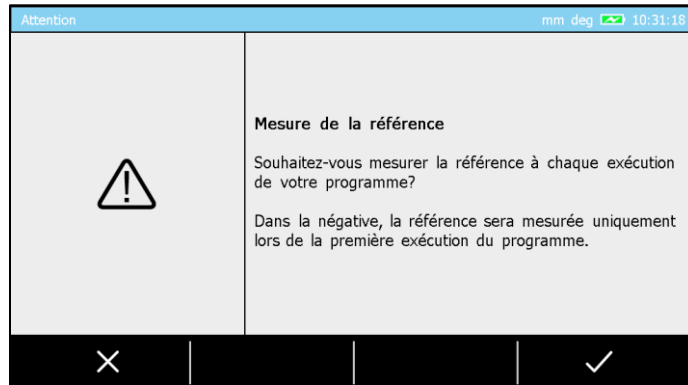 Attention
mm deg 10:31:18
Mesure de la référence
Souhaitez-vous mesurer la référence à chaque exécution
de votre programme?
Dans la négative, la référence sera mesurée uniquement
lors de la première exécution du programme.